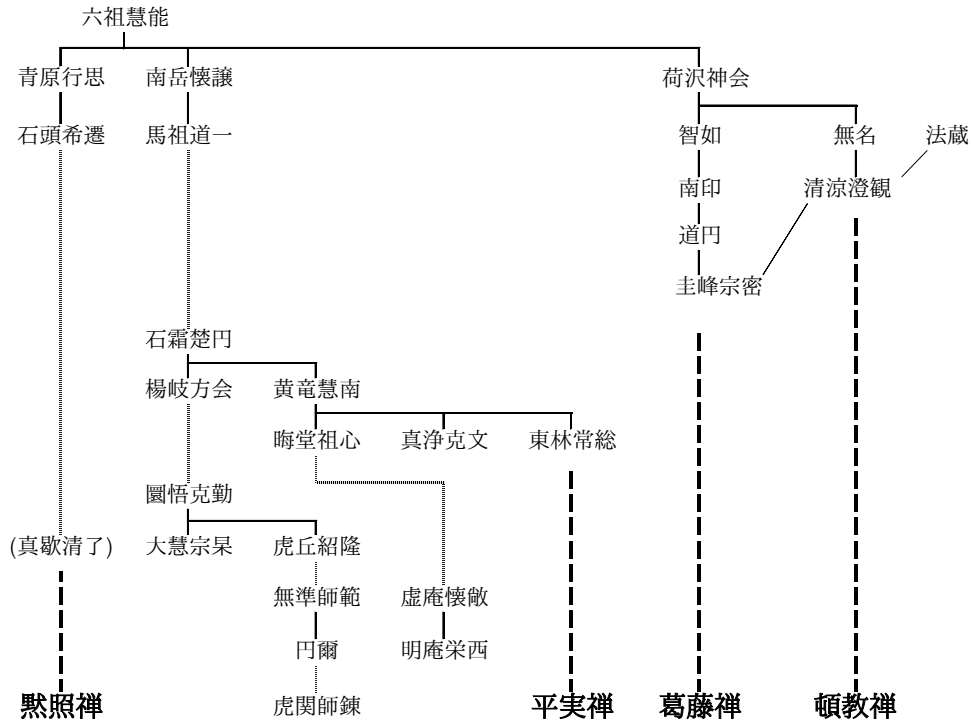 六祖慧能
青原行思 南岳懐譲 荷沢神会
石頭希遷 馬祖道一 智如 無名 法蔵
南印 清涼澄観
道円
圭峰宗密
石霜楚円
楊岐方会 黄竜慧南
晦堂祖心 真浄克文 東林常総
圜悟克勤
(真歇清了) 大慧宗杲 虎丘紹隆
無準師範 虚庵懐敞
円爾 明庵栄西
黙照禅 虎関師錬 平実禅 葛藤禅 頓教禅